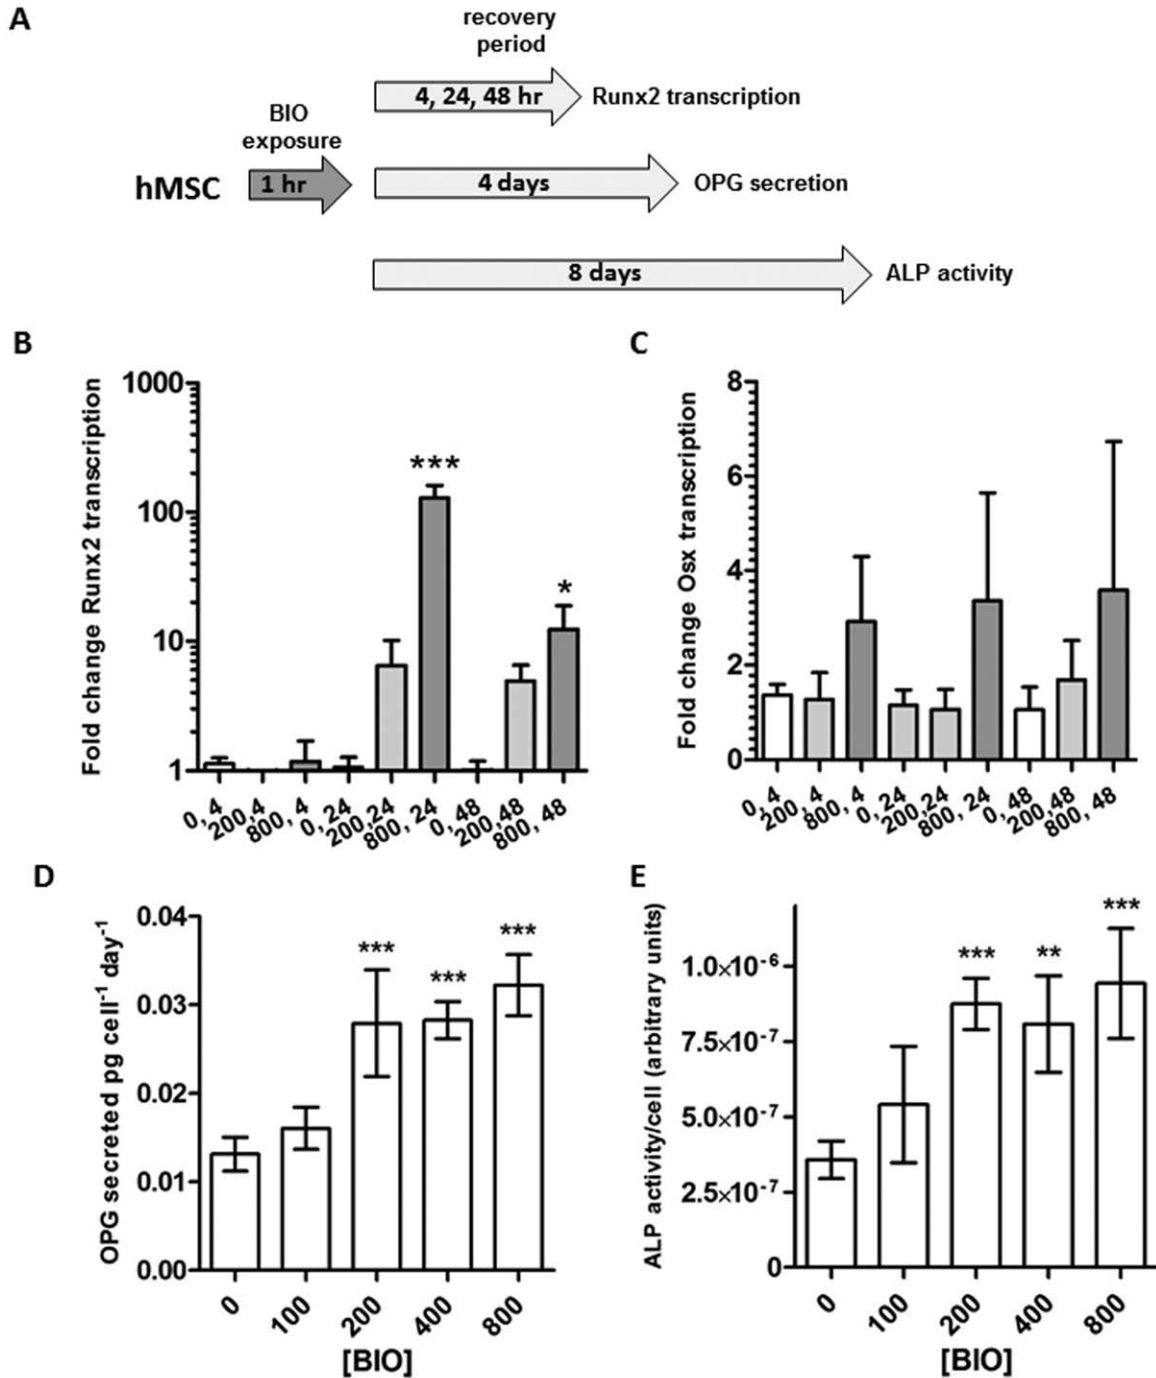 A
recovery
period
4, 24, 48 hr
Runx2 transcription
BIO
exposure
hMSC
1 hr
4 days
OPG secretion
8 days
ALP activity
B
Fold change Runx2 transcription
1000
100
10
1
***
*
0, 4
200,4
800, 4
0, 24
200,24
800, 24
0,48
200,48
800, 48
C
Fold change Osx transcription
8
6
4
2
0
0, 4
200, 4
800, 4
0, 24
200,24
800, 24
0, 48
200,48
800, 48
D
OPG secreted pg cell⁻¹ day⁻¹
0.04
0.03
0.02
0.01
0.00
***
***
***
0
100
200
400
800
[BIO]
E
ALP activity/cell (arbitrary units)
1.0×10⁻⁶
7.5×10⁻⁷
5.0×10⁻⁷
2.5×10⁻⁷
0
***
**
***
0
100
200
400
800
[BIO]